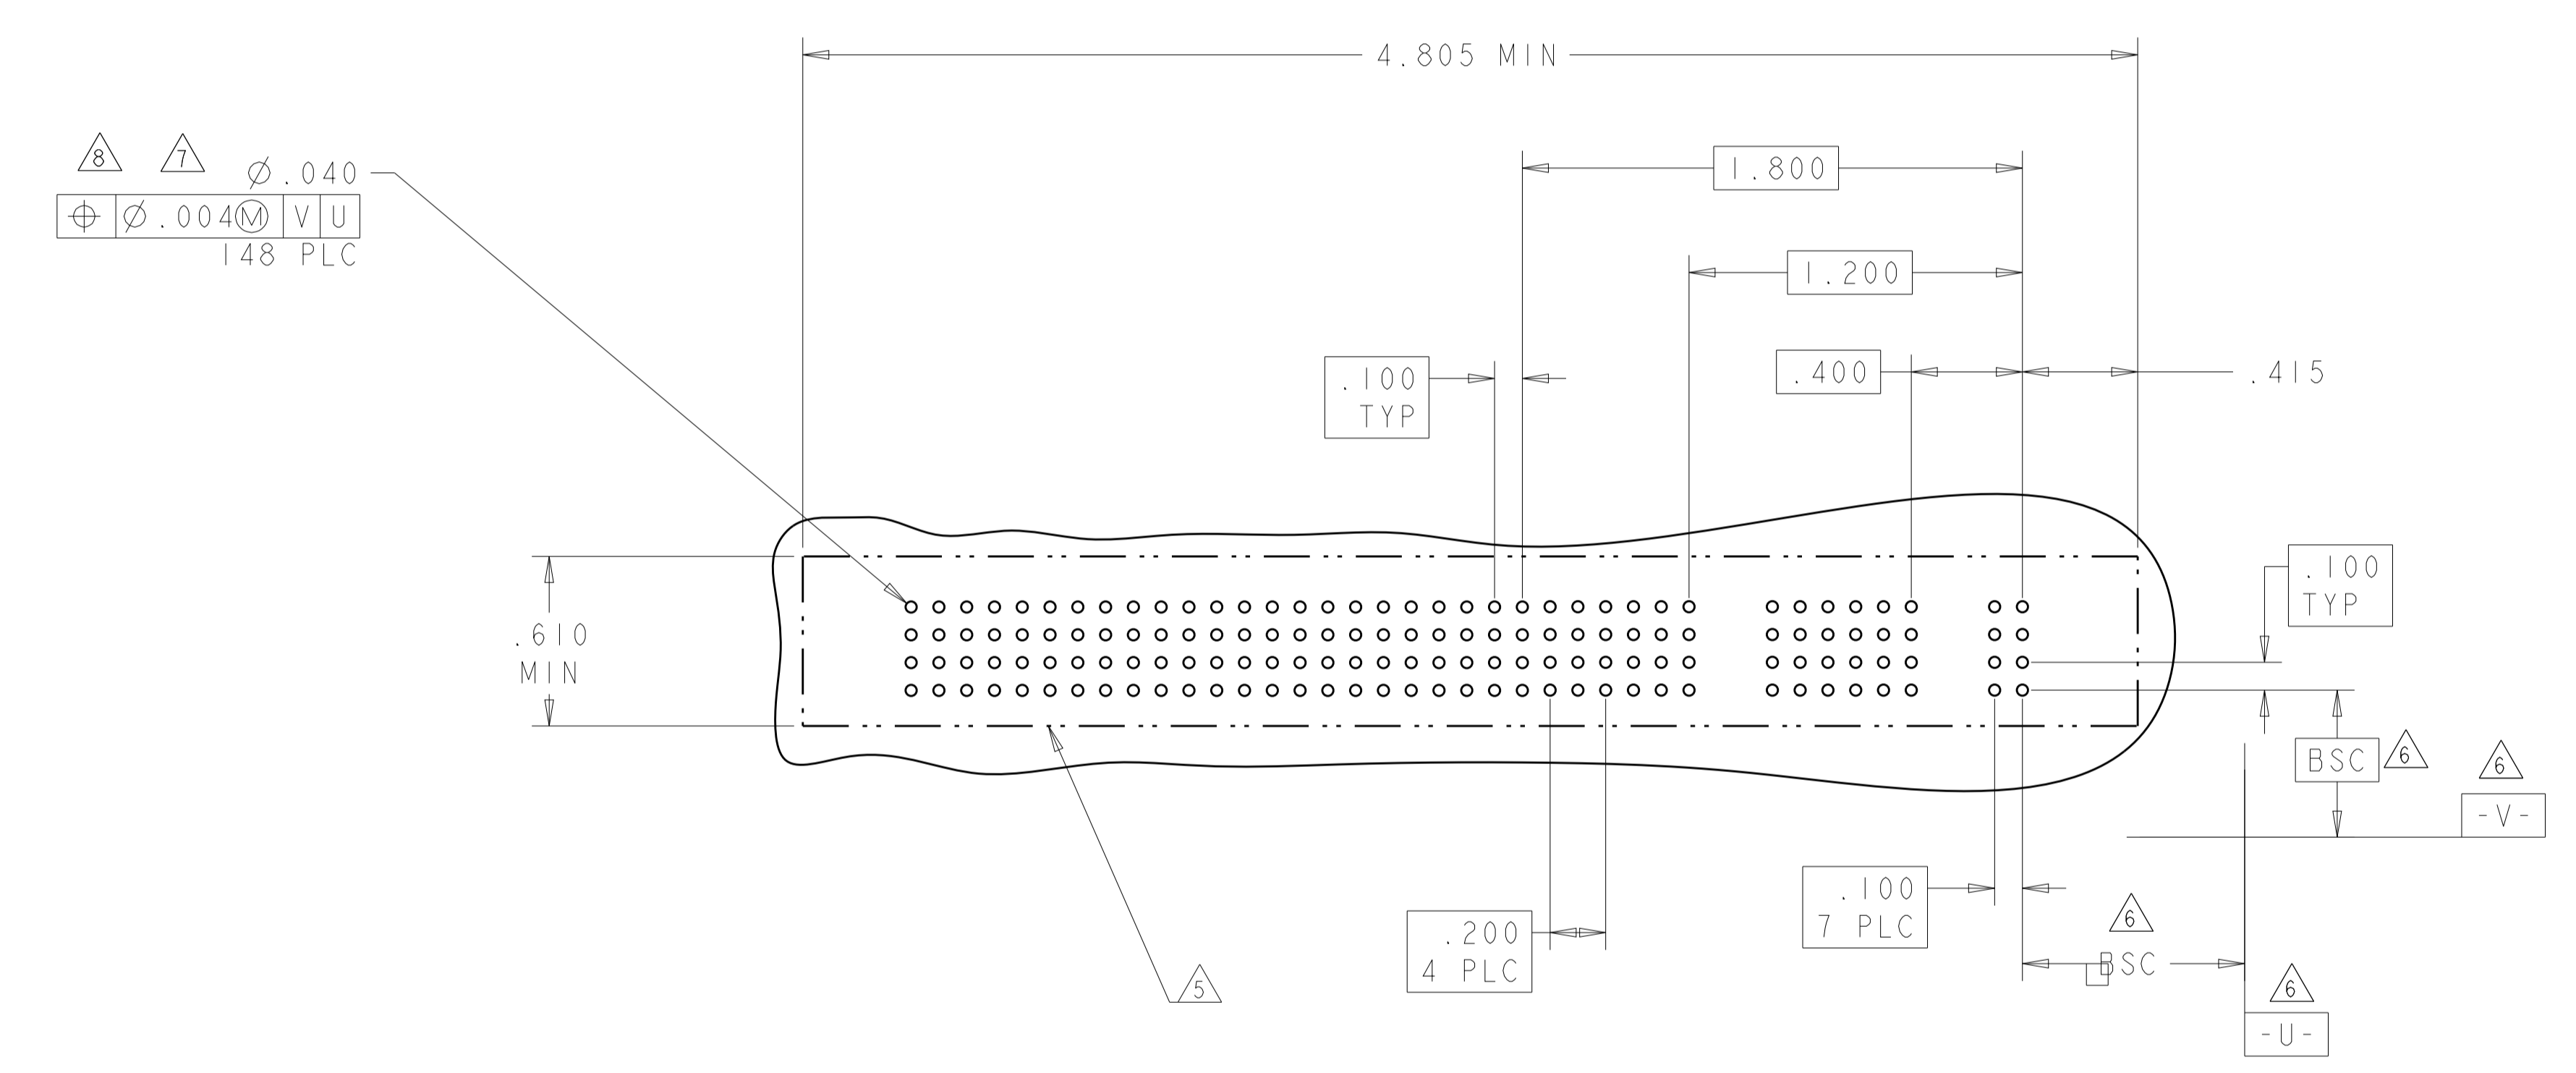 4.805 MIN
8 7 Ø.040
⌖ Ø.004Ⓜ V U
148 PLC
1.800
1.200
.100
TYP
.400
.415
.610
MIN
.100
TYP
BSC 6
6
-V-
.100
7 PLC
.200
4 PLC
6
BSC
5
6
-U-